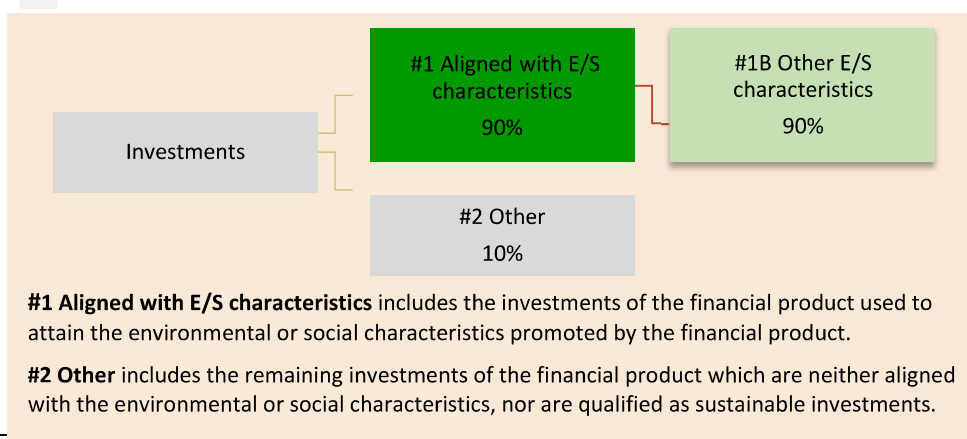 #1 Aligned with E/S
characteristics
90%
#1B Other E/S
characteristics
90%
Investments
#2 Other
10%
#1 Aligned with E/S characteristics includes the investments of the financial product used to
attain the environmental or social characteristics promoted by the financial product.
#2 Other includes the remaining investments of the financial product which are neither aligned
with the environmental or social characteristics, nor are qualified as sustainable investments.